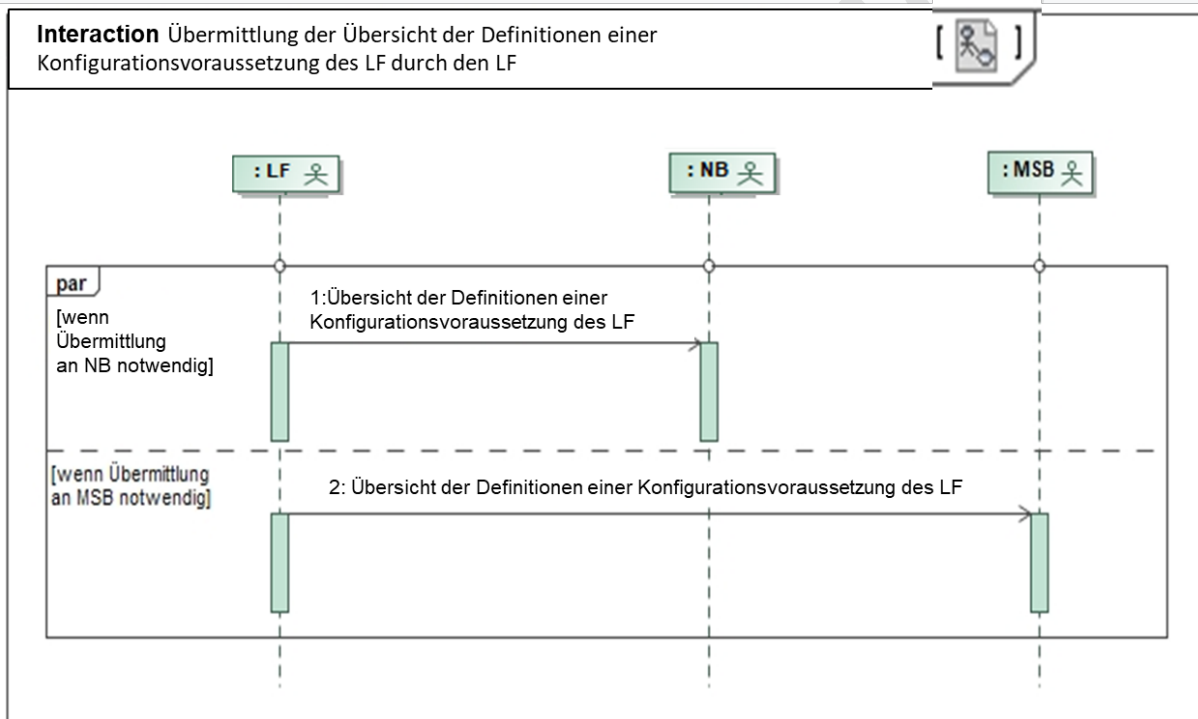 Interaction Übermittlung der Übersicht der Definitionen einer
Konfigurationsvoraussetzung des LF durch den LF
[ ]
: LF
: NB
: MSB
par
[wenn
Übermittlung
an NB notwendig]
1:Übersicht der Definitionen einer
Konfigurationsvoraussetzung des LF
[wenn Übermittlung
an MSB notwendig]
2: Übersicht der Definitionen einer Konfigurationsvoraussetzung des LF